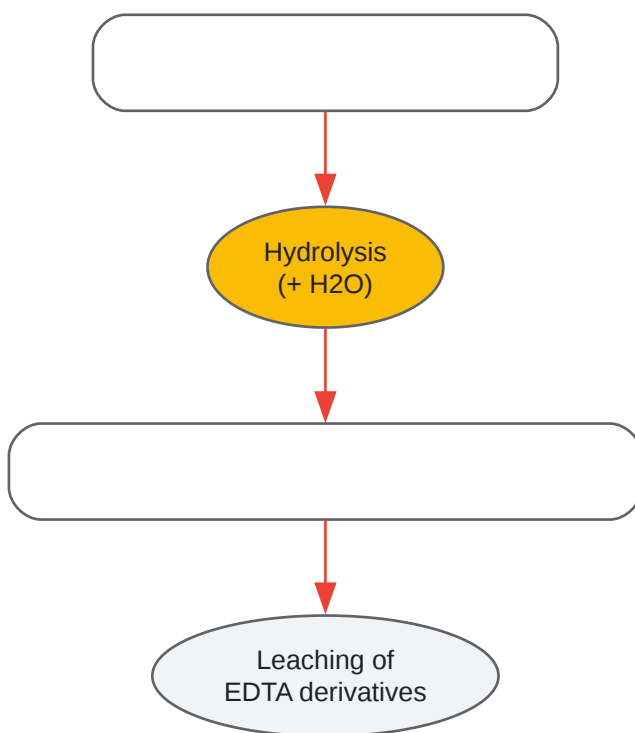 Hydrolysis
(+ H2O)
Leaching of
EDTA derivatives